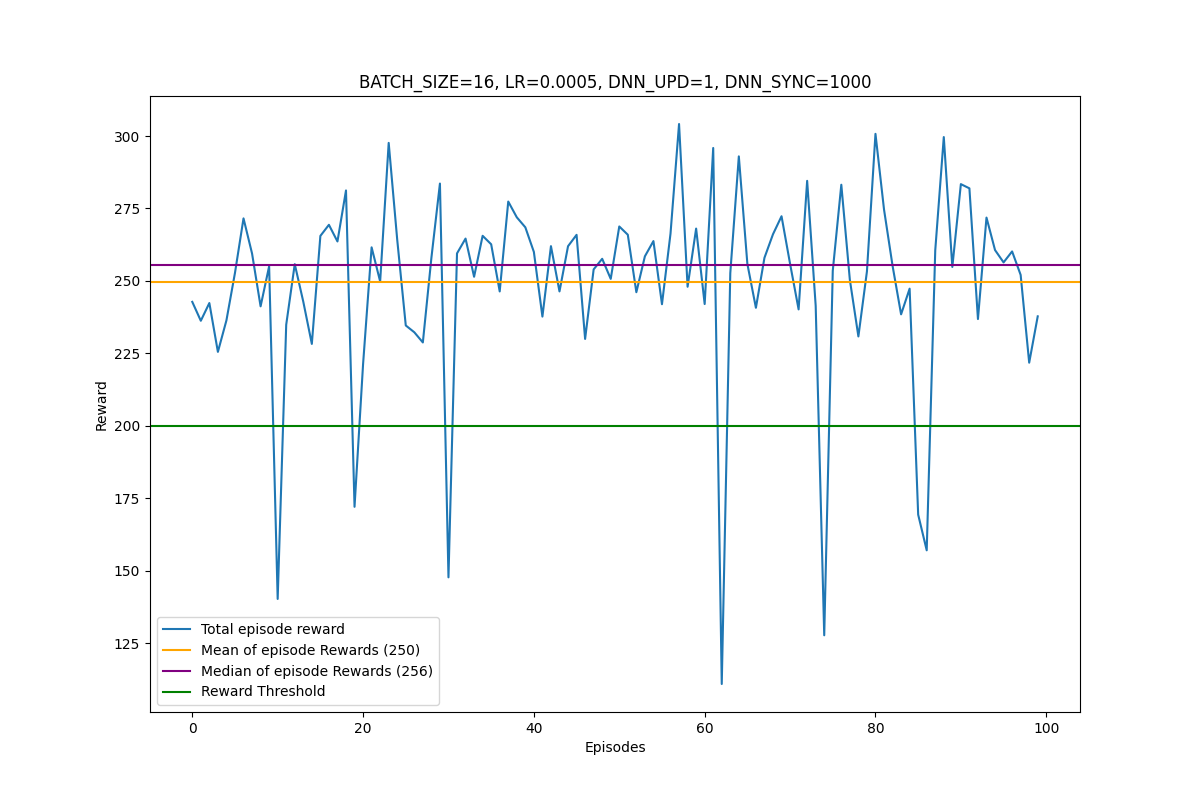 BATCH_SIZE=16, LR=0.0005, DNN_UPD=1, DNN_SYNC=1000
300
275
250
225
200
175
150
125
Reward
Total episode reward
Mean of episode Rewards (250)
Median of episode Rewards (256)
Reward Threshold
0 20 40 60 80 100
Episodes